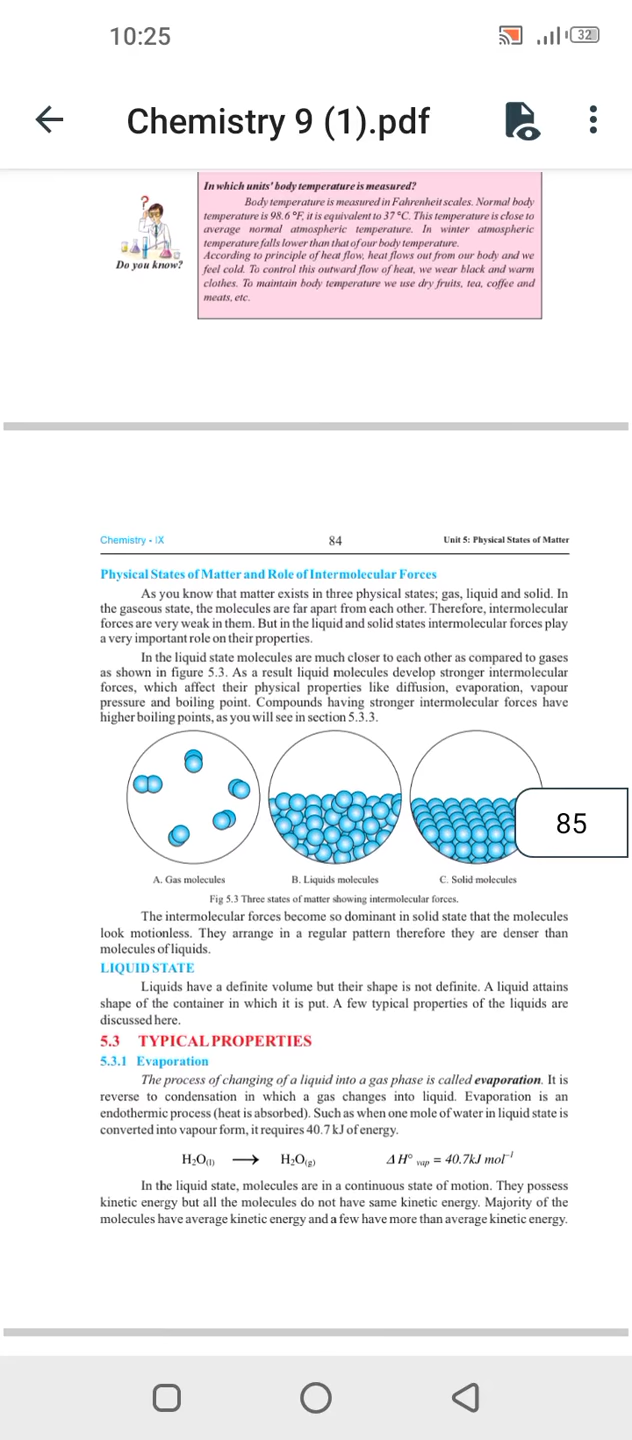 10:25
32
Chemistry 9 (1).pdf
In which units' body temperature is measured?
Body temperature is measured in Fahrenheit scales. Normal body
temperature is 98.6 °F, it is equivalent to 37 °C. This temperature is close to
average normal atmospheric temperature. In winter atmospheric
temperature falls lower than that of our body temperature.
According to principle of heat flow, heat flows out from our body and we
feel cold. To control this outward flow of heat, we wear black and warm
clothes. To maintain body temperature we use dry fruits, tea, coffee and
meats, etc.
?
Do you know?
Chemistry - IX 84 Unit 5: Physical States of Matter
Physical States of Matter and Role of Intermolecular Forces
As you know that matter exists in three physical states; gas, liquid and solid. In
the gaseous state, the molecules are far apart from each other. Therefore, intermolecular
forces are very weak in them. But in the liquid and solid states intermolecular forces play
a very important role on their properties.
In the liquid state molecules are much closer to each other as compared to gases
as shown in figure 5.3. As a result liquid molecules develop stronger intermolecular
forces, which affect their physical properties like diffusion, evaporation, vapour
pressure and boiling point. Compounds having stronger intermolecular forces have
higher boiling points, as you will see in section 5.3.3.
85
A. Gas molecules B. Liquids molecules C. Solid molecules
Fig 5.3 Three states of matter showing intermolecular forces.
The intermolecular forces become so dominant in solid state that the molecules
look motionless. They arrange in a regular pattern therefore they are denser than
molecules of liquids.
LIQUID STATE
Liquids have a definite volume but their shape is not definite. A liquid attains
shape of the container in which it is put. A few typical properties of the liquids are
discussed here.
5.3 TYPICAL PROPERTIES
5.3.1 Evaporation
The process of changing of a liquid into a gas phase is called evaporation. It is
reverse to condensation in which a gas changes into liquid. Evaporation is an
endothermic process (heat is absorbed). Such as when one mole of water in liquid state is
converted into vapour form, it requires 40.7 kJ of energy.
H₂O(l) ⟶ H₂O(g) ΔH° vap = 40.7kJ mol⁻¹
In the liquid state, molecules are in a continuous state of motion. They possess
kinetic energy but all the molecules do not have same kinetic energy. Majority of the
molecules have average kinetic energy and a few have more than average kinetic energy.